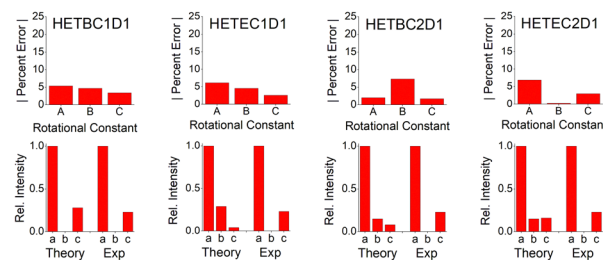 HETBC1D1
| Percent Error |
25
20
15
10
5
0
A B C
Rotational Constant
HETEC1D1
| Percent Error |
25
20
15
10
5
0
A B C
Rotational Constant
HETBC2D1
| Percent Error |
25
20
15
10
5
0
A B C
Rotational Constant
HETEC2D1
| Percent Error |
25
20
15
10
5
0
A B C
Rotational Constant
Rel. Intensity
1.0
0.5
0.0
a b c a b c
Theory Exp
Rel. Intensity
1.0
0.5
0.0
a b c a b c
Theory Exp
Rel. Intensity
1.0
0.5
0.0
a b c a b c
Theory Exp
Rel. Intensity
1.0
0.5
0.0
a b c a b c
Theory Exp